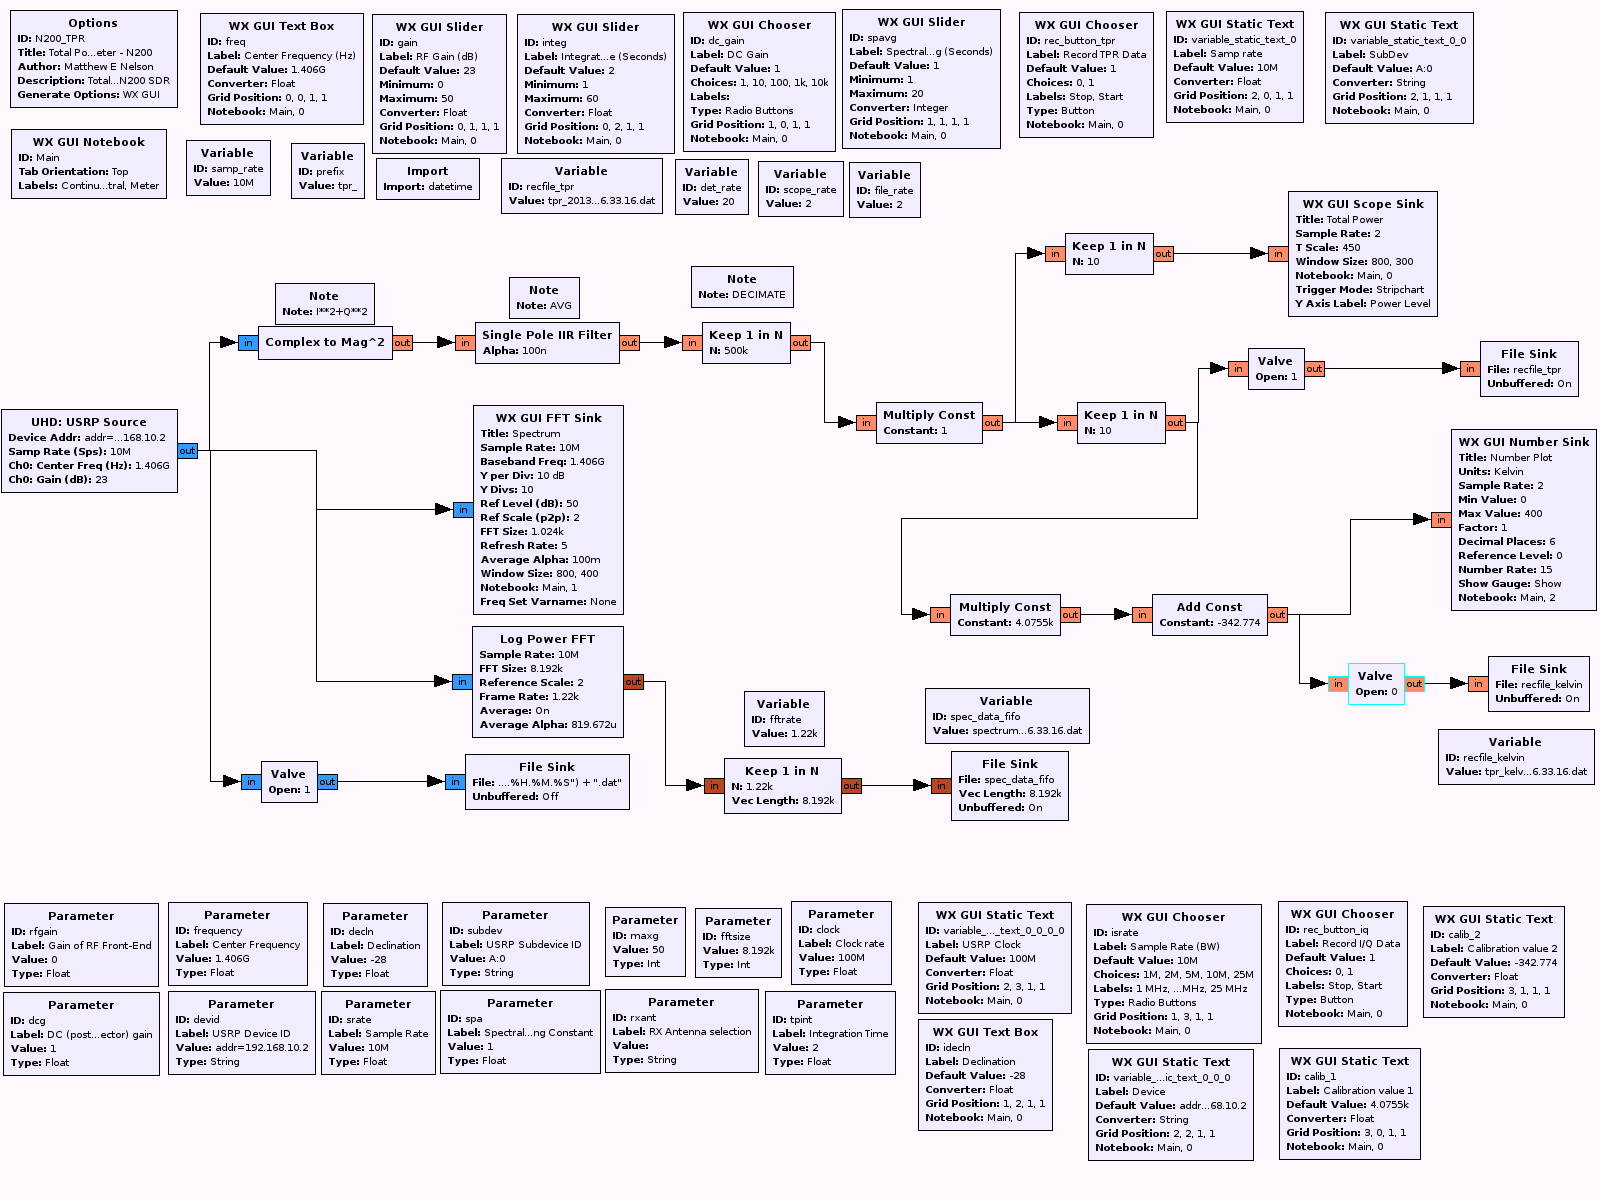 Options
ID: N200_TPR
Title: Total Po...eter - N200
Author: Matthew E Nelson
Description: Total...N200 SDR
Generate Options: WX GUI
WX GUI Text Box
ID: freq
Label: Center Frequency (Hz)
Default Value: 1.406G
Converter: Float
Grid Position: 0, 0, 1, 1
Notebook: Main, 0
WX GUI Slider
ID: gain
Label: RF Gain (dB)
Default Value: 23
Minimum: 0
Maximum: 50
Converter: Float
Grid Position: 0, 1, 1, 1
Notebook: Main, 0
WX GUI Slider
ID: integ
Label: Integrat...e (Seconds)
Default Value: 2
Minimum: 1
Maximum: 60
Converter: Float
Grid Position: 0, 2, 1, 1
Notebook: Main, 0
WX GUI Chooser
ID: dc_gain
Label: DC Gain
Default Value: 1
Choices: 1, 10, 100, 1k, 10k
Labels:
Type: Radio Buttons
Grid Position: 1, 0, 1, 1
Notebook: Main, 0
WX GUI Slider
ID: spavg
Label: Spectral...g (Seconds)
Default Value: 1
Minimum: 1
Maximum: 20
Converter: Integer
Grid Position: 1, 1, 1, 1
Notebook: Main, 0
WX GUI Chooser
ID: rec_button_tpr
Label: Record TPR Data
Default Value: 1
Choices: 0, 1
Labels: Stop, Start
Type: Button
Notebook: Main, 0
WX GUI Static Text
ID: variable_static_text_0
Label: Samp rate
Default Value: 10M
Converter: Float
Grid Position: 2, 0, 1, 1
Notebook: Main, 0
WX GUI Static Text
ID: variable_static_text_0_0
Label: SubDev
Default Value: A:0
Converter: String
Grid Position: 2, 1, 1, 1
Notebook: Main, 0
WX GUI Notebook
ID: Main
Tab Orientation: Top
Labels: Continu...tral, Meter
Variable
ID: samp_rate
Value: 10M
Variable
ID: prefix
Value: tpr_
Import
Import: datetime
Variable
ID: recfile_tpr
Value: tpr_2013...6.33.16.dat
Variable
ID: det_rate
Value: 20
Variable
ID: scope_rate
Value: 2
Variable
ID: file_rate
Value: 2
WX GUI Scope Sink
Title: Total Power
Sample Rate: 2
T Scale: 450
Window Size: 800, 300
Notebook: Main, 0
Trigger Mode: Stripchart
Y Axis Label: Power Level
in
in
Keep 1 in N
N: 10
out
Note
Note: I**2+Q**2
Note
Note: AVG
Note
Note: DECIMATE
in
Complex to Mag^2
out
in
Single Pole IIR Filter
Alpha: 100n
out
in
Keep 1 in N
N: 500k
out
in
Valve
Open: 1
out
in
File Sink
File: recfile_tpr
Unbuffered: On
in
Multiply Const
Constant: 1
out
in
Keep 1 in N
N: 10
out
UHD: USRP Source
Device Addr: addr=...168.10.2
Samp Rate (Sps): 10M
Ch0: Center Freq (Hz): 1.406G
Ch0: Gain (dB): 23
out
in
WX GUI FFT Sink
Title: Spectrum
Sample Rate: 10M
Baseband Freq: 1.406G
Y per Div: 10 dB
Y Divs: 10
Ref Level (dB): 50
Ref Scale (p2p): 2
FFT Size: 1.024k
Refresh Rate: 5
Average Alpha: 100m
Window Size: 800, 400
Notebook: Main, 1
Freq Set Varname: None
in
WX GUI Number Sink
Title: Number Plot
Units: Kelvin
Sample Rate: 2
Min Value: 0
Max Value: 400
Factor: 1
Decimal Places: 6
Reference Level: 0
Number Rate: 15
Show Gauge: Show
Notebook: Main, 2
in
Multiply Const
Constant: 4.0755k
out
in
Add Const
Constant: -342.774
out
in
Log Power FFT
Sample Rate: 10M
FFT Size: 8.192k
Reference Scale: 2
Frame Rate: 1.22k
Average: On
Average Alpha: 819.672u
out
in
Valve
Open: 0
out
in
File Sink
File: recfile_kelvin
Unbuffered: On
Variable
ID: fftrate
Value: 1.22k
Variable
ID: spec_data_fifo
Value: spectrum...6.33.16.dat
Variable
ID: recfile_kelvin
Value: tpr_kelv...6.33.16.dat
in
Valve
Open: 1
out
in
File Sink
File: ....%H.%M.%S") + ".dat"
Unbuffered: Off
in
Keep 1 in N
N: 1.22k
Vec Length: 8.192k
out
in
File Sink
File: spec_data_fifo
Vec Length: 8.192k
Unbuffered: On
Parameter
ID: rfgain
Label: Gain of RF Front-End
Value: 0
Type: Float
Parameter
ID: frequency
Label: Center Frequency
Value: 1.406G
Type: Float
Parameter
ID: decln
Label: Declination
Value: -28
Type: Float
Parameter
ID: subdev
Label: USRP Subdevice ID
Value: A:0
Type: String
Parameter
ID: maxg
Value: 50
Type: Int
Parameter
ID: fftsize
Value: 8.192k
Type: Int
Parameter
ID: clock
Label: Clock rate
Value: 100M
Type: Float
WX GUI Static Text
ID: variable_..._text_0_0_0_0
Label: USRP Clock
Default Value: 100M
Converter: Float
Grid Position: 2, 3, 1, 1
Notebook: Main, 0
WX GUI Chooser
ID: israte
Label: Sample Rate (BW)
Default Value: 10M
Choices: 1M, 2M, 5M, 10M, 25M
Labels: 1 MHz, ...MHz, 25 MHz
Type: Radio Buttons
Grid Position: 1, 3, 1, 1
Notebook: Main, 0
WX GUI Chooser
ID: rec_button_iq
Label: Record I/Q Data
Default Value: 1
Choices: 0, 1
Labels: Stop, Start
Type: Button
Notebook: Main, 0
WX GUI Static Text
ID: calib_2
Label: Calibration value 2
Default Value: -342.774
Converter: Float
Grid Position: 3, 1, 1, 1
Notebook: Main, 0
Parameter
ID: dcg
Label: DC (post...ector) gain
Value: 1
Type: Float
Parameter
ID: devid
Label: USRP Device ID
Value: addr=192.168.10.2
Type: String
Parameter
ID: srate
Label: Sample Rate
Value: 10M
Type: Float
Parameter
ID: spa
Label: Spectral...ng Constant
Value: 1
Type: Float
Parameter
ID: rxant
Label: RX Antenna selection
Value:
Type: String
Parameter
ID: tpint
Label: Integration Time
Value: 2
Type: Float
WX GUI Text Box
ID: idecln
Label: Declination
Default Value: -28
Converter: Float
Grid Position: 1, 2, 1, 1
Notebook: Main, 0
WX GUI Static Text
ID: variable_...ic_text_0_0_0
Label: Device
Default Value: addr...68.10.2
Converter: String
Grid Position: 2, 2, 1, 1
Notebook: Main, 0
WX GUI Static Text
ID: calib_1
Label: Calibration value 1
Default Value: 4.0755k
Converter: Float
Grid Position: 3, 0, 1, 1
Notebook: Main, 0